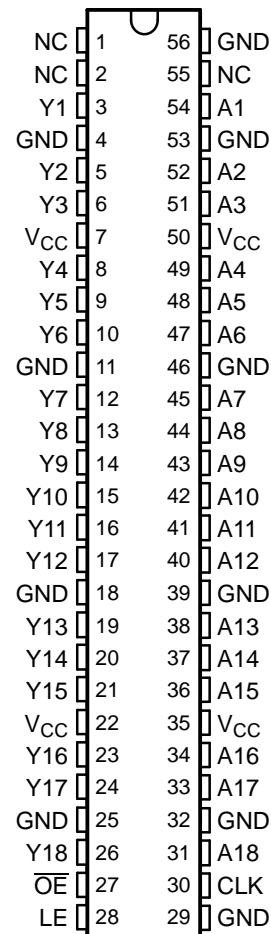 NC 1 56 GND
NC 2 55 NC
Y1 3 54 A1
GND 4 53 GND
Y2 5 52 A2
Y3 6 51 A3
VCC 7 50 VCC
Y4 8 49 A4
Y5 9 48 A5
Y6 10 47 A6
GND 11 46 GND
Y7 12 45 A7
Y8 13 44 A8
Y9 14 43 A9
Y10 15 42 A10
Y11 16 41 A11
Y12 17 40 A12
GND 18 39 GND
Y13 19 38 A13
Y14 20 37 A14
Y15 21 36 A15
VCC 22 35 VCC
Y16 23 34 A16
Y17 24 33 A17
GND 25 32 GND
Y18 26 31 A18
O̅E̅ 27 30 CLK
LE 28 29 GND